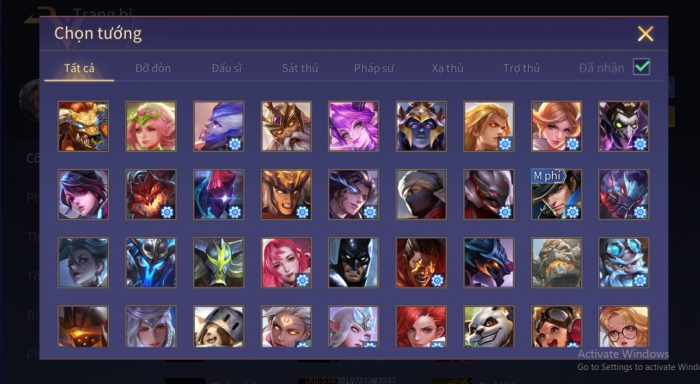 Trang bị
Chọn tướng
Tất cả Đỡ đòn Đấu sĩ Sát thủ Pháp sư Xạ thủ Trợ thủ Đã nhận
M phí
Activate Windows
Go to Settings to activate Wind